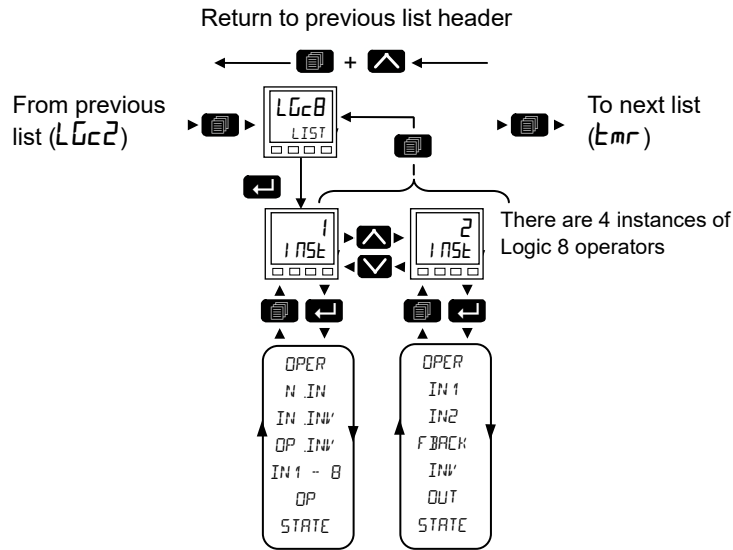 Return to previous list header
+
From previous
list (LGc2)
LGc8
LIST
To next list
(tmr)
1
INSt
2
INSt
There are 4 instances of
Logic 8 operators
OPER
N .IN
IN .INV
OP .INV
IN1 - 8
OP
STATE
OPER
IN1
IN2
F.BACK
INV
OUT
STATE